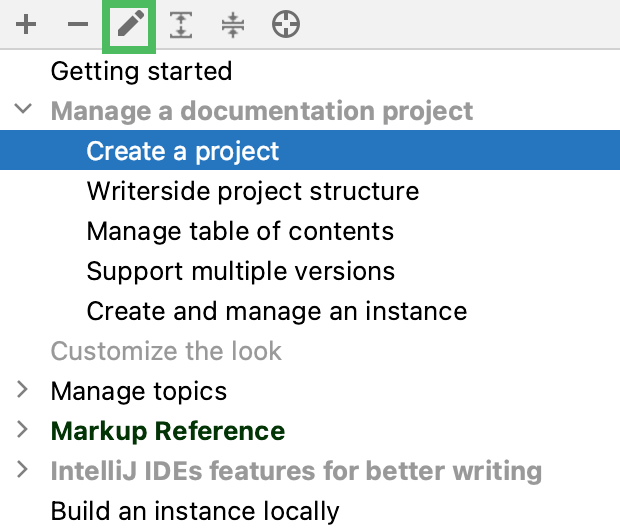 Getting started
Manage a documentation project
Create a project
Writerside project structure
Manage table of contents
Support multiple versions
Create and manage an instance
Customize the look
Manage topics
Markup Reference
IntelliJ IDEs features for better writing
Build an instance locally